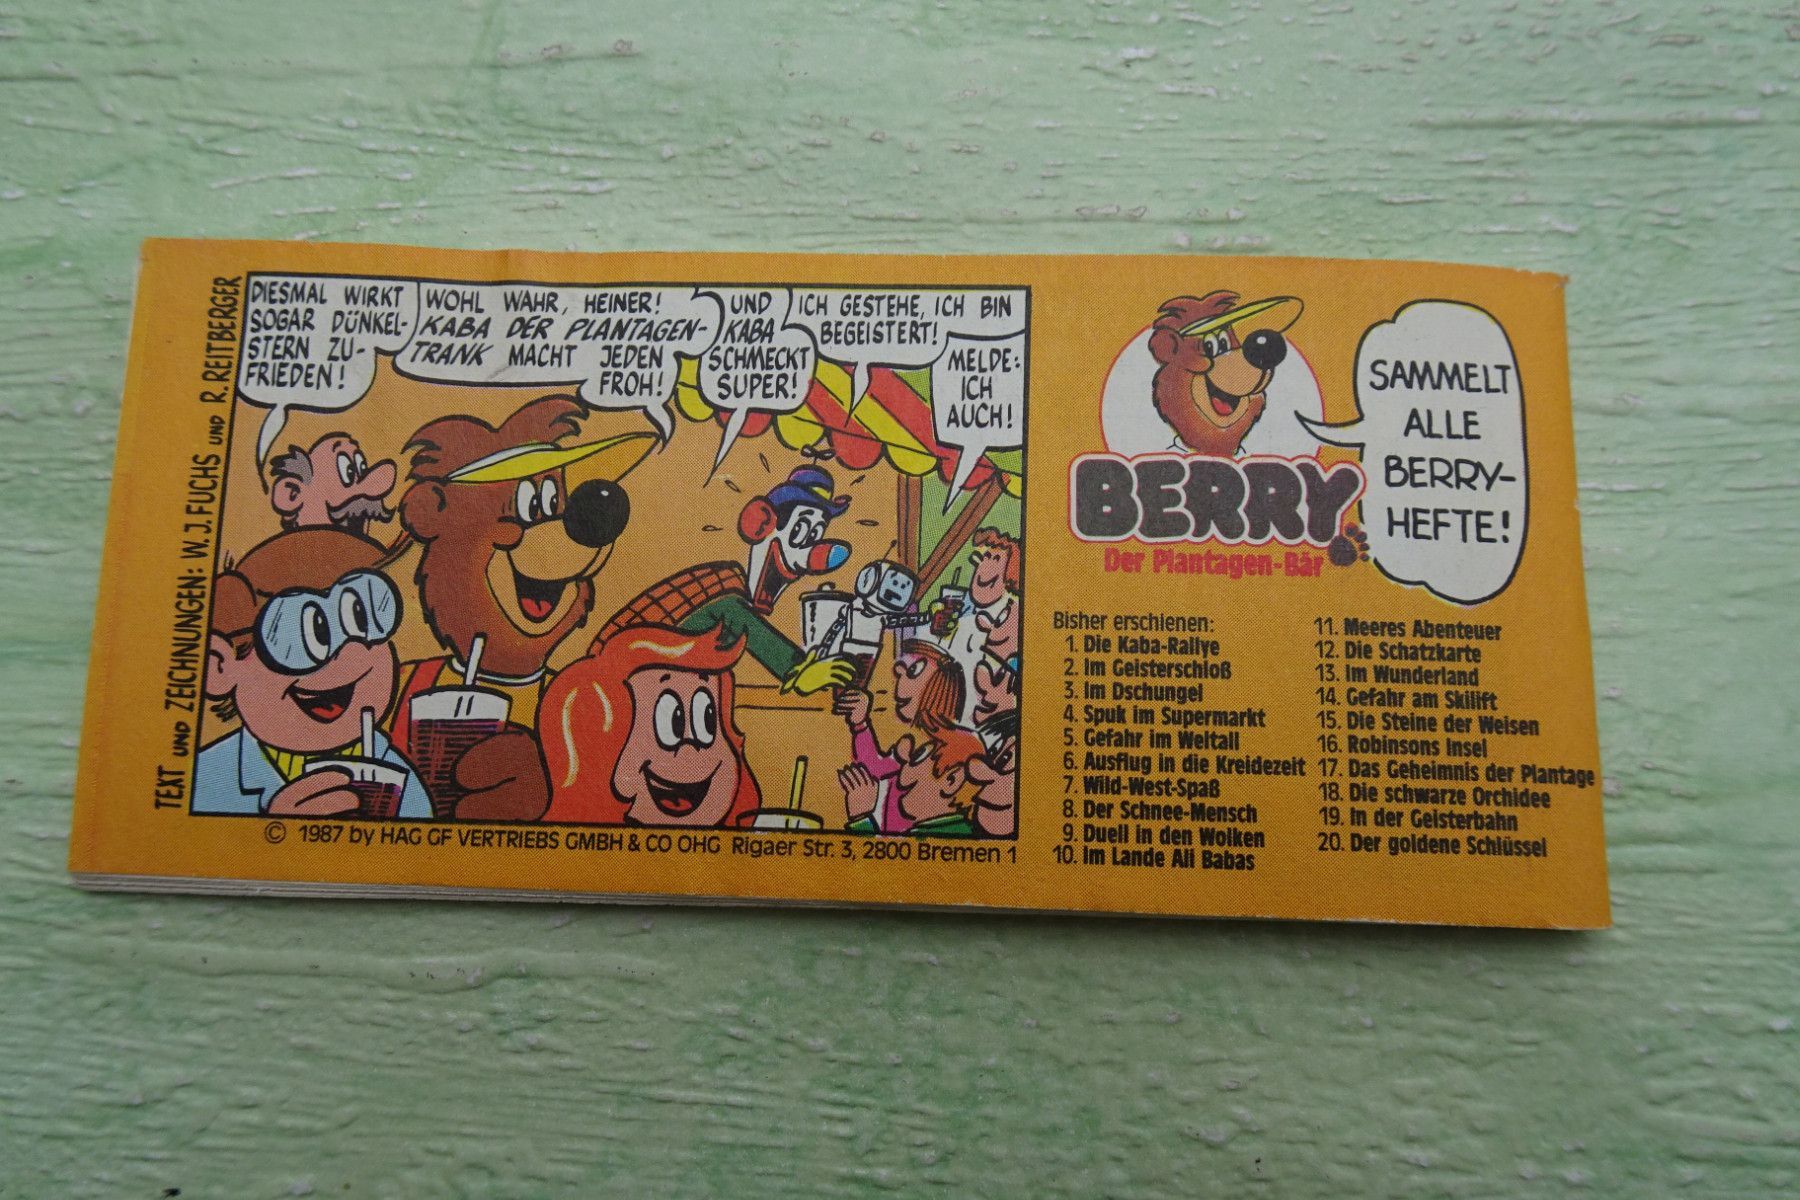 TEXT UND ZEICHNUNGEN: W.J. FUCHS UND R. REITBERGER
DIESMAL WIRKT
SOGAR DÜNKEL-
STERN ZU-
FRIEDEN!
WOHL WAHR, HEINER!
KABA DER PLANTAGEN-
TRANK MACHT JEDEN
FROH!
UND
KABA
SCHMECKT
SUPER!
ICH GESTEHE, ICH BIN
BEGEISTERT!
MELDE:
ICH
AUCH!
© 1987 by HAG GF VERTRIEBS GMBH & CO OHG Rigaer Str. 3, 2800 Bremen 1
BERRY
Der Plantagen-Bär
SAMMELT
ALLE
BERRY-
HEFTE!
Bisher erschienen:
1. Die Kaba-Rallye
2. Im Geisterschloß
3. Im Dschungel
4. Spuk im Supermarkt
5. Gefahr im Weltall
6. Ausflug in die Kreidezeit
7. Wild-West-Spaß
8. Der Schnee-Mensch
9. Duell in den Wolken
10. Im Lande Ali Babas
11. Meeres Abenteuer
12. Die Schatzkarte
13. Im Wunderland
14. Gefahr am Skilift
15. Die Steine der Weisen
16. Robinsons Insel
17. Das Geheimnis der Plantage
18. Die schwarze Orchidee
19. In der Geisterbahn
20. Der goldene Schlüssel